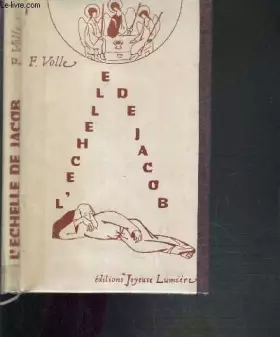 Le-livre.com
F. Volle
L'ECHELLE
DE JACOB
éditions "Joyeuse Lumière"
L'ECHELLE DE JACOB F. Volle